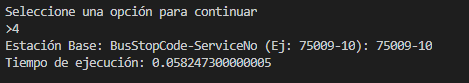 Seleccione una opción para continuar
>4
Estación Base: BusStopCode-ServiceNo (Ej: 75009-10): 75009-10
Tiempo de ejecución: 0.058247300000005